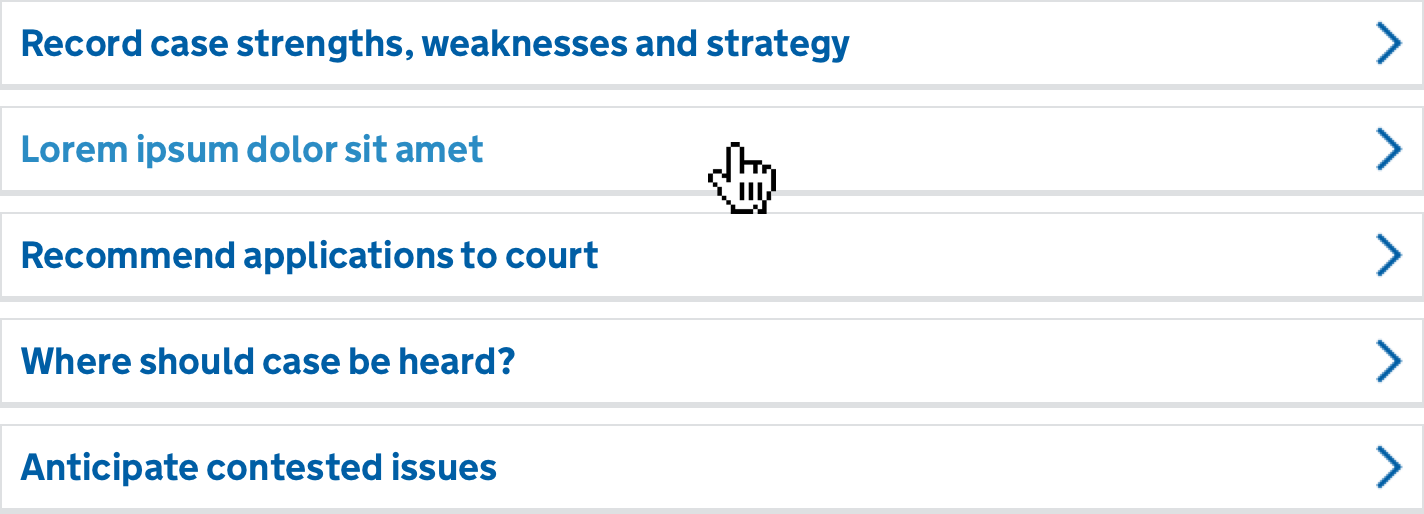 Record case strengths, weaknesses and strategy
Lorem ipsum dolor sit amet
Recommend applications to court
Where should case be heard?
Anticipate contested issues